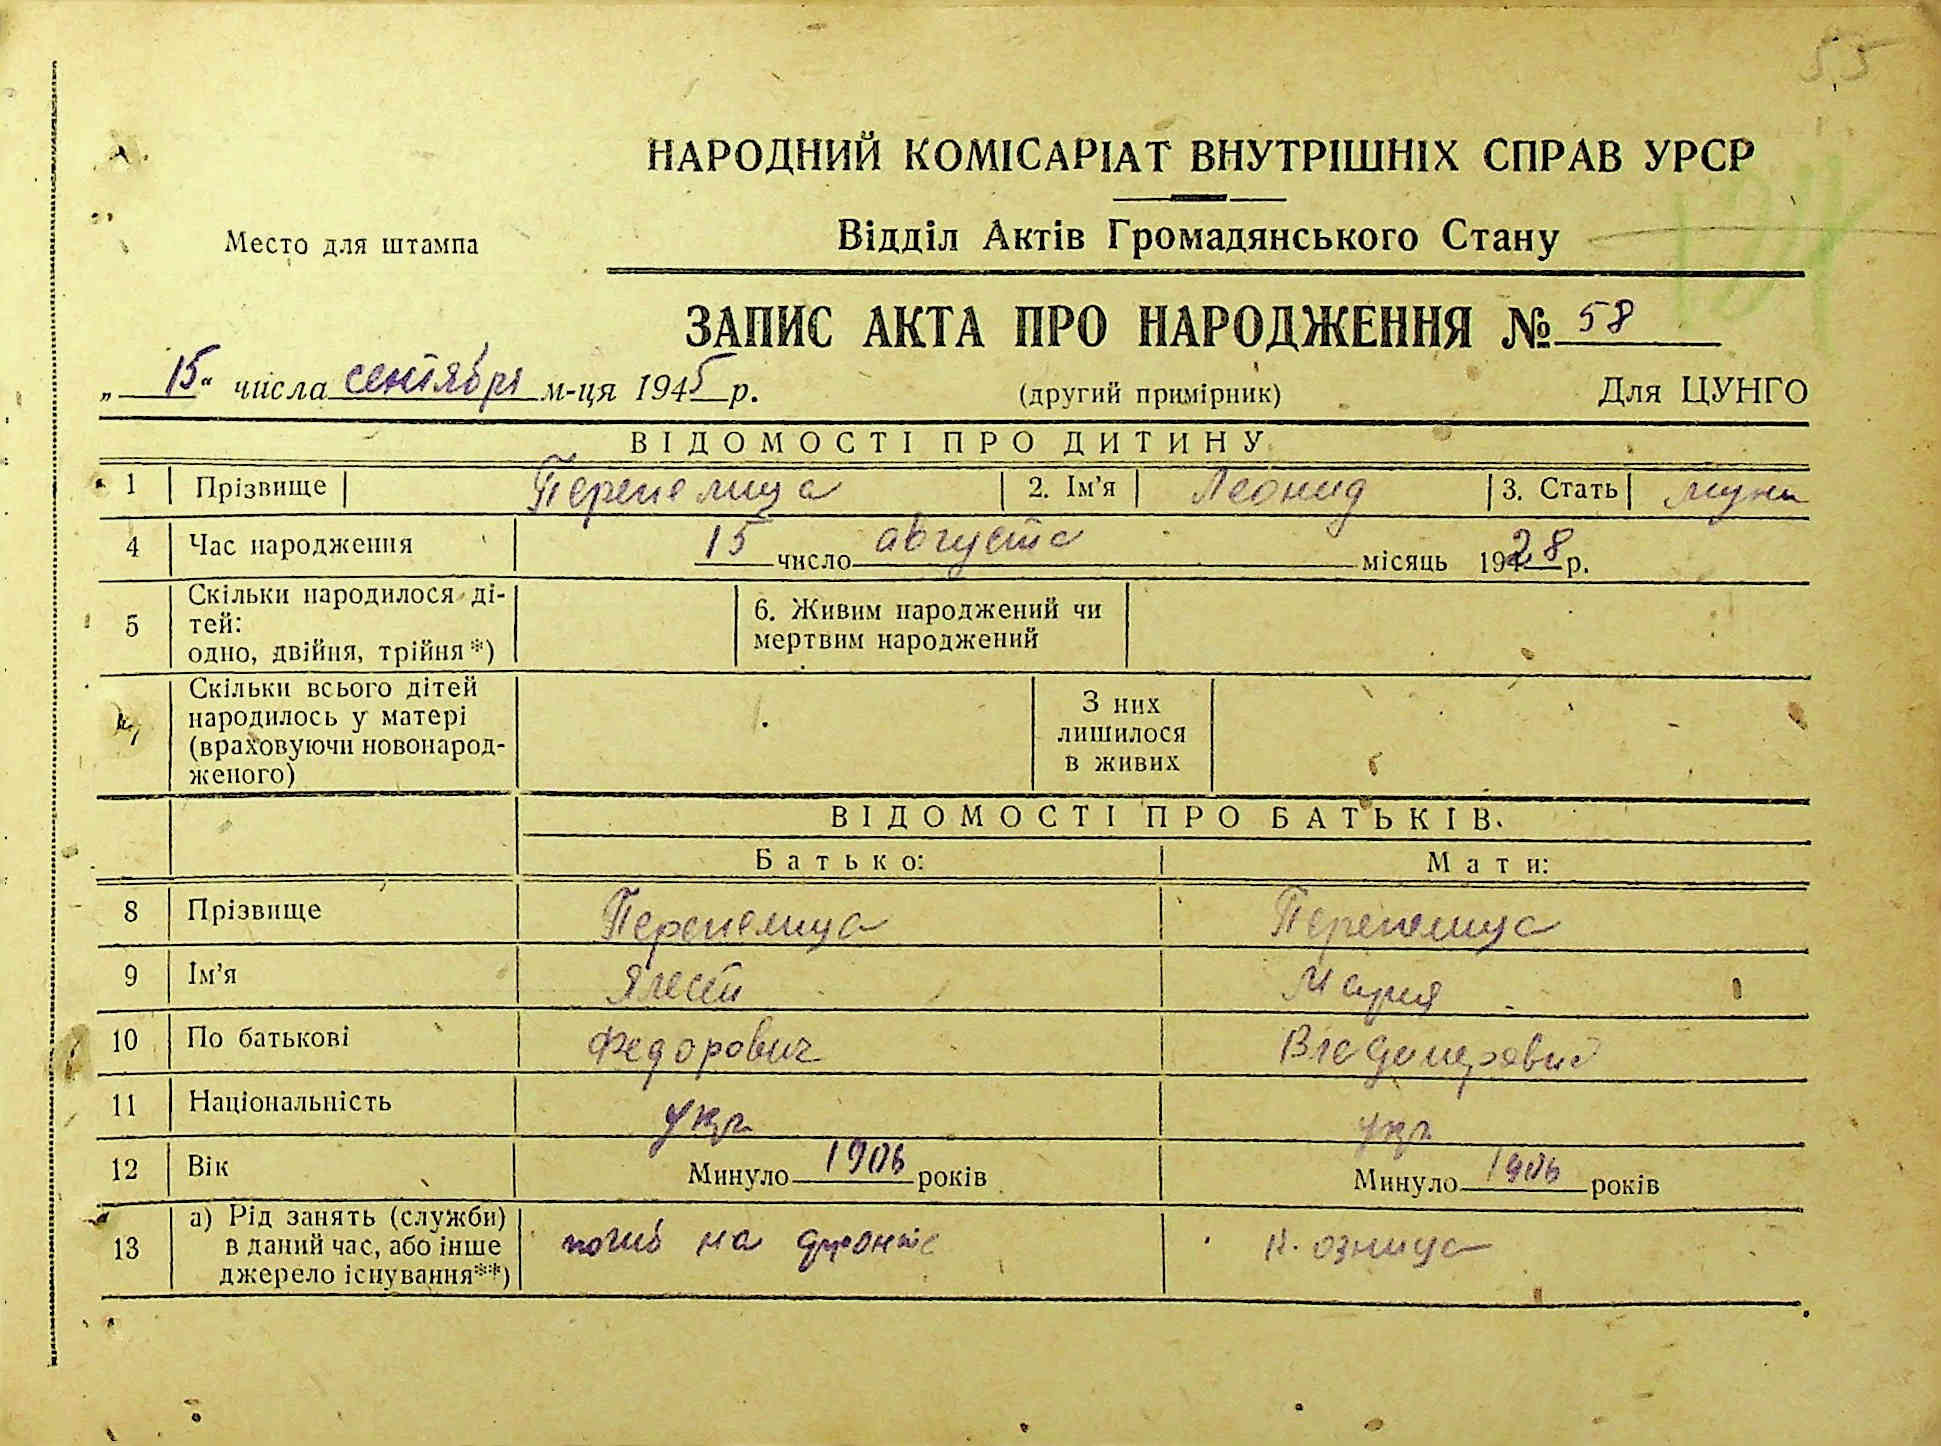 55
НАРОДНИЙ КОМІСАРІАТ ВНУТРІШНІХ СПРАВ УРСР
Место для штампа
Відділ Актів Громадянського Стану
ЗАПИС АКТА ПРО НАРОДЖЕННЯ № 58
„15“ числа сентября м-ця 1945 р. (другий примірник) Для ЦУНГО
ВІДОМОСТІ ПРО ДИТИНУ
1 Прізвище Перепелица 2. Ім'я Леонид 3. Стать
4 Час народження 15 число августа місяць 1928 р.
5 Скільки народилося ді-
тей:
одно, двійня, трійня*)
6. Живим народжений чи
мертвим народжений
Скільки всього дітей
народилось у матері
(враховуючи новонарод-
женого)
З них
лишилося
в живих
ВІДОМОСТІ ПРО БАТЬКІВ.
Батько: Мати:
8 Прізвище Перепелица Перепелица
9 Ім'я Мария
10 По батькові Федорович
11 Національність укр укр
12 Вік Минуло 1906 років Минуло 1906 років
13 а) Рід занять (служби)
в даний час, або інше
джерело існування**)
погиб на фронте